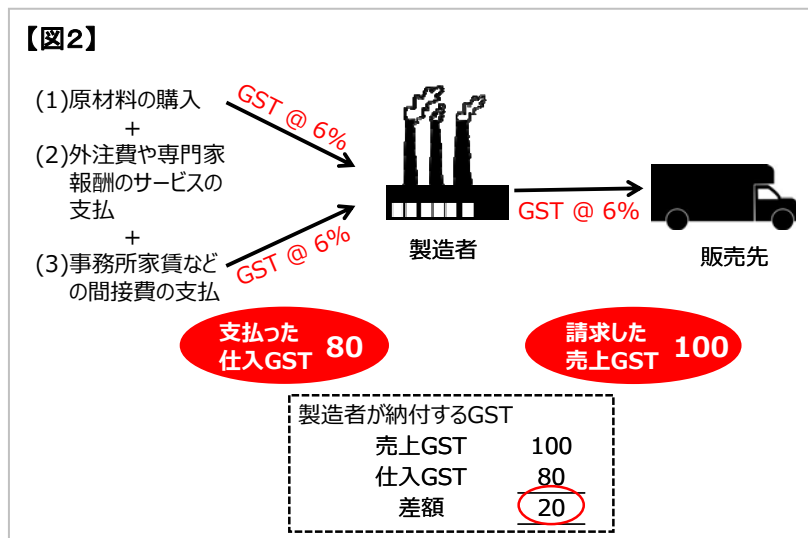 【図2】
(1)原材料の購入
+
(2)外注費や専門家
報酬のサービスの
支払
+
(3)事務所家賃など
の間接費の支払
GST @ 6%
GST @ 6%
製造者
GST @ 6%
販売先
支払った
仕入GST 80
請求した
売上GST 100
製造者が納付するGST
売上GST 100
仕入GST 80
差額 20